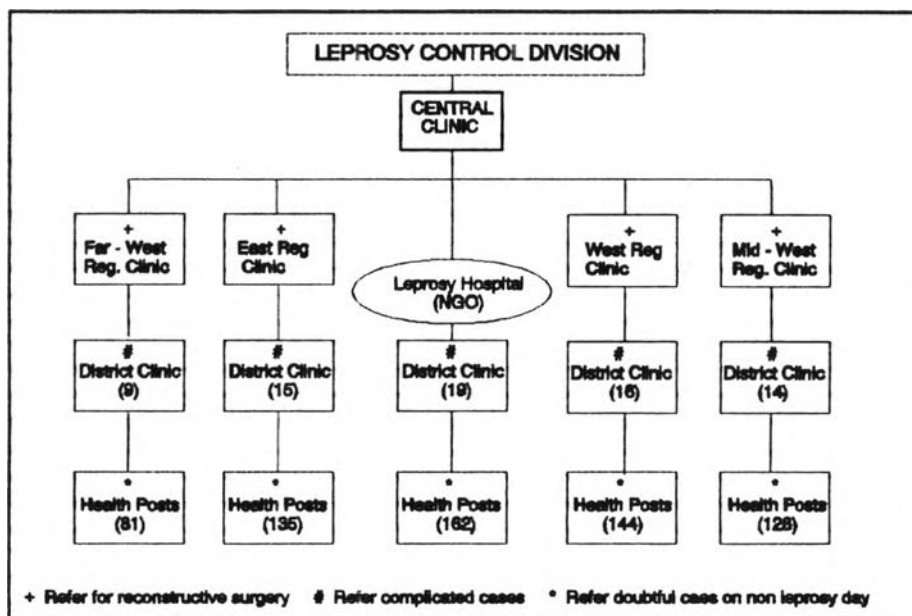 LEPROSY CONTROL DIVISION
CENTRAL
CLINIC
+
Far - West
Reg. Clinic
+
East Reg
Clinic
Leprosy Hospital
(NGO)
+
West Reg
Clinic
+
Mid - West
Reg. Clinic
#
District Clinic
(9)
#
District Clinic
(15)
#
District Clinic
(19)
#
District Clinic
(16)
#
District Clinic
(14)
*
Health Posts
(81)
*
Health Posts
(135)
*
Health Posts
(162)
*
Health Posts
(144)
*
Health Posts
(126)
+ Refer for reconstructive surgery # Refer complicated cases * Refer doubtful caes on non leprosy day